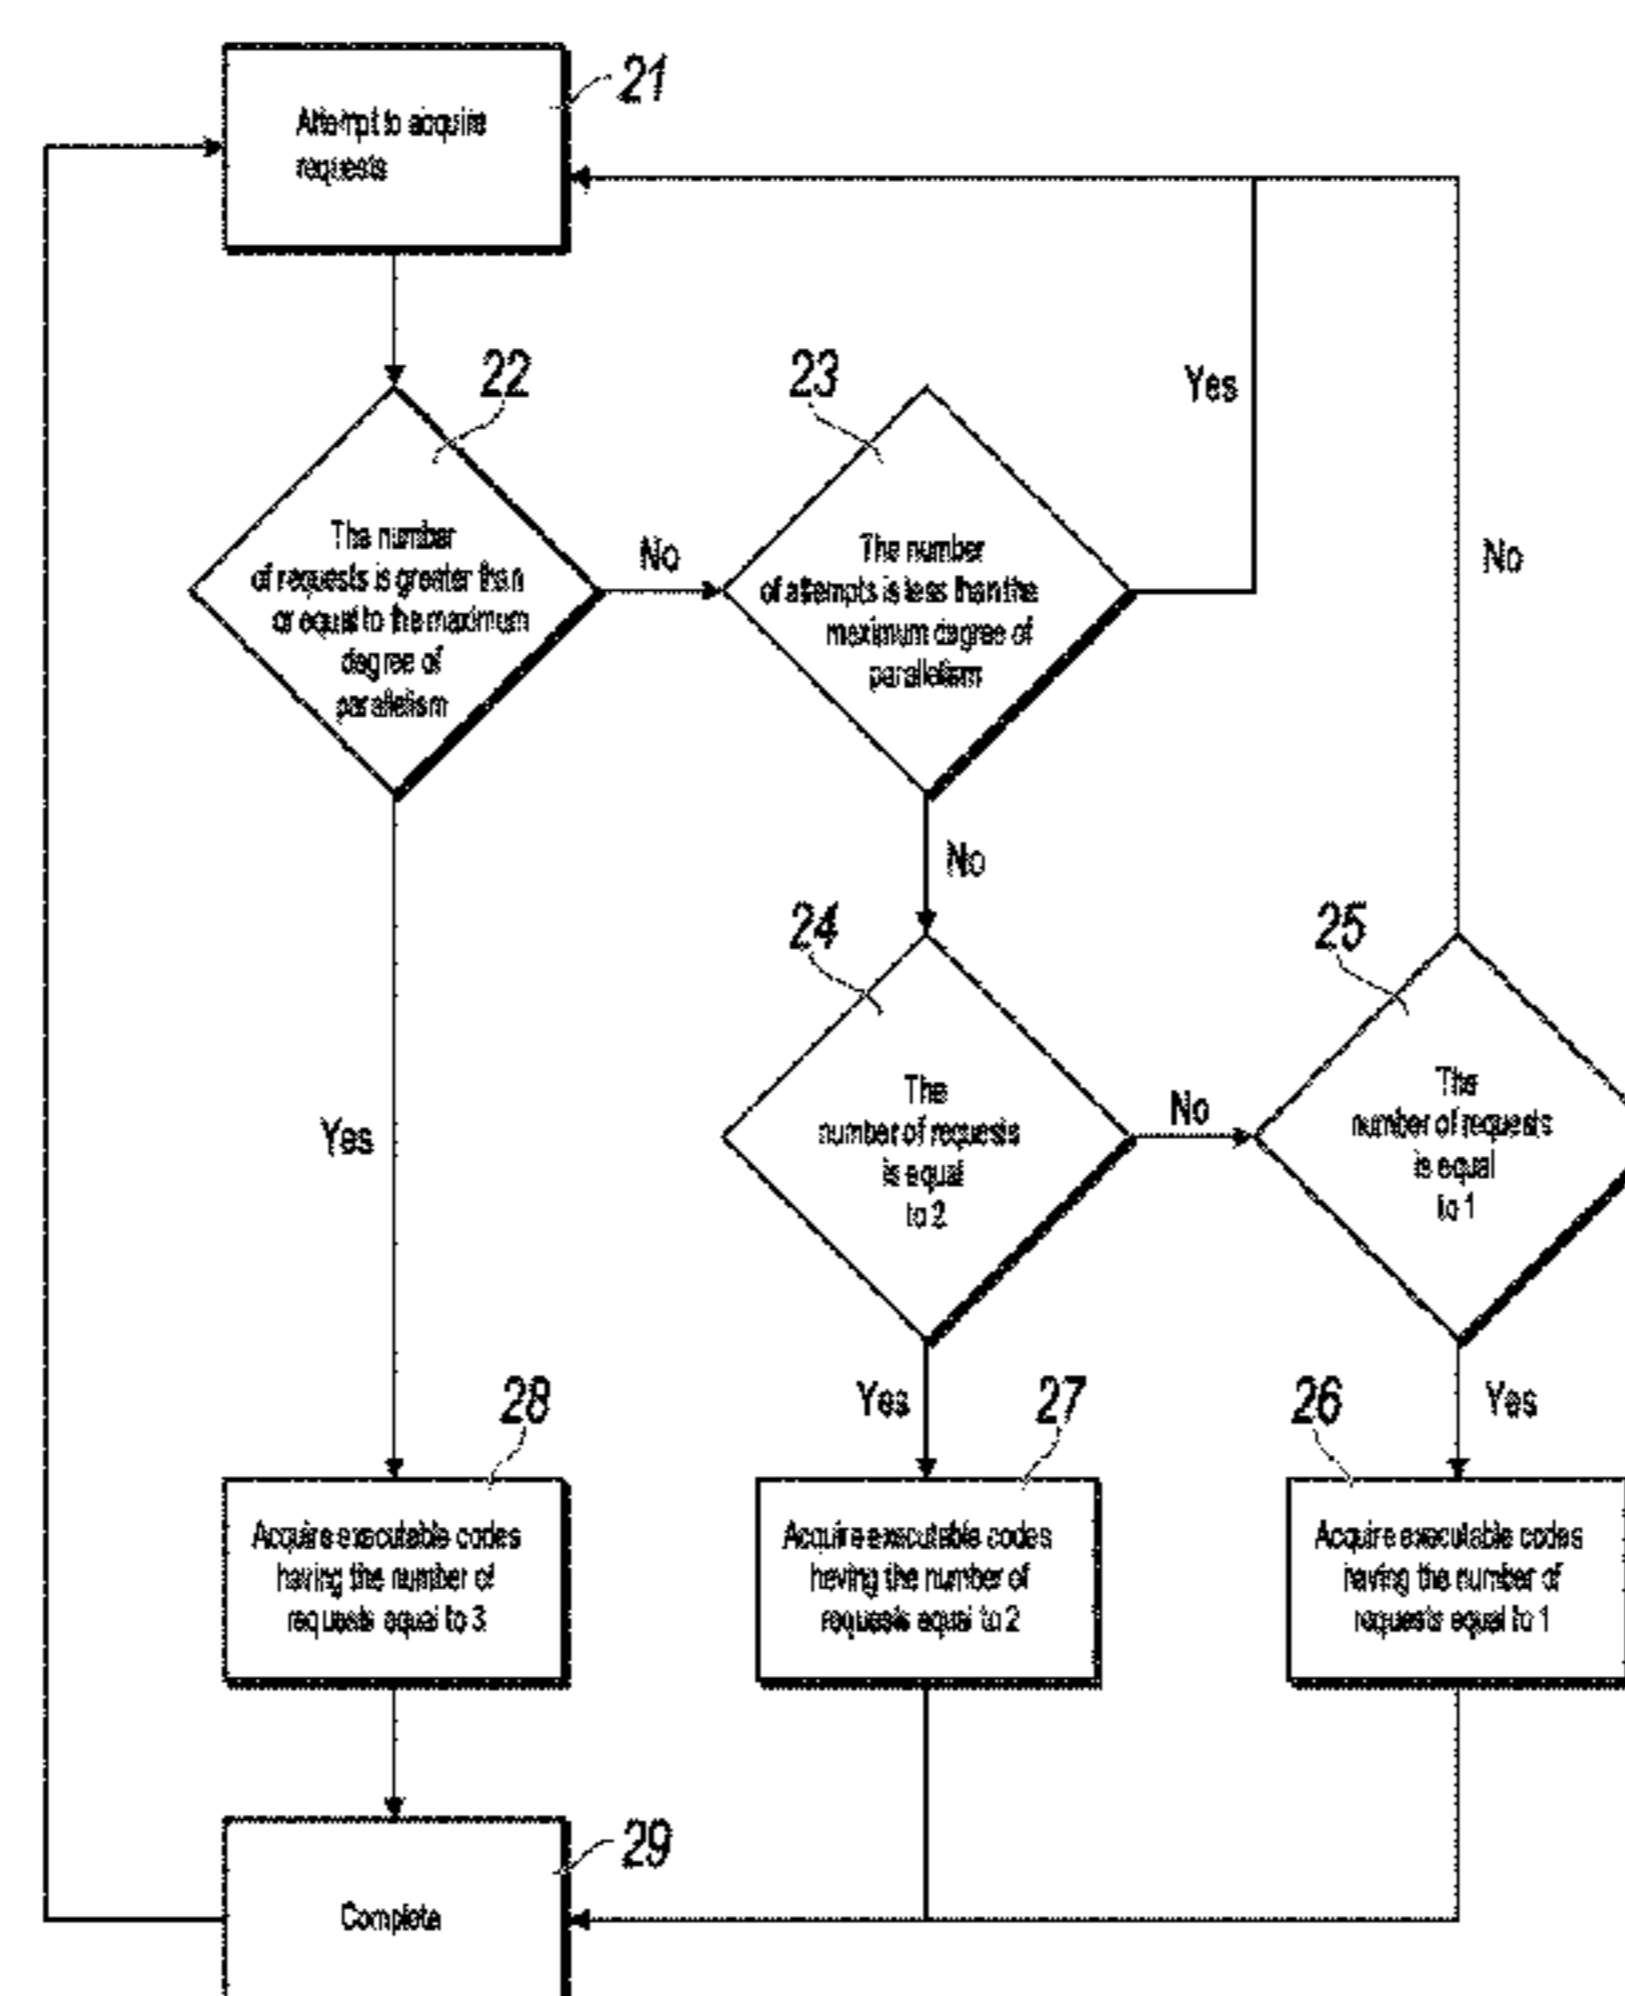 21
Attempt to acquire
requests
22
The number
of requests is greater than
or equal to the maximum
degree of
parallelism
No
23
The number
of attempts is less than the
maximum degree of
parallelism
Yes
No
No
24
The
number of requests
is equal
to 2
No
25
The
number of requests
is equal
to 1
Yes
Yes
Yes
28
Acquire executable codes
having the number of
requests equal to 3
27
Acquire executable codes
having the number of
requests equal to 2
26
Acquire executable codes
having the number of
requests equal to 1
29
Complete